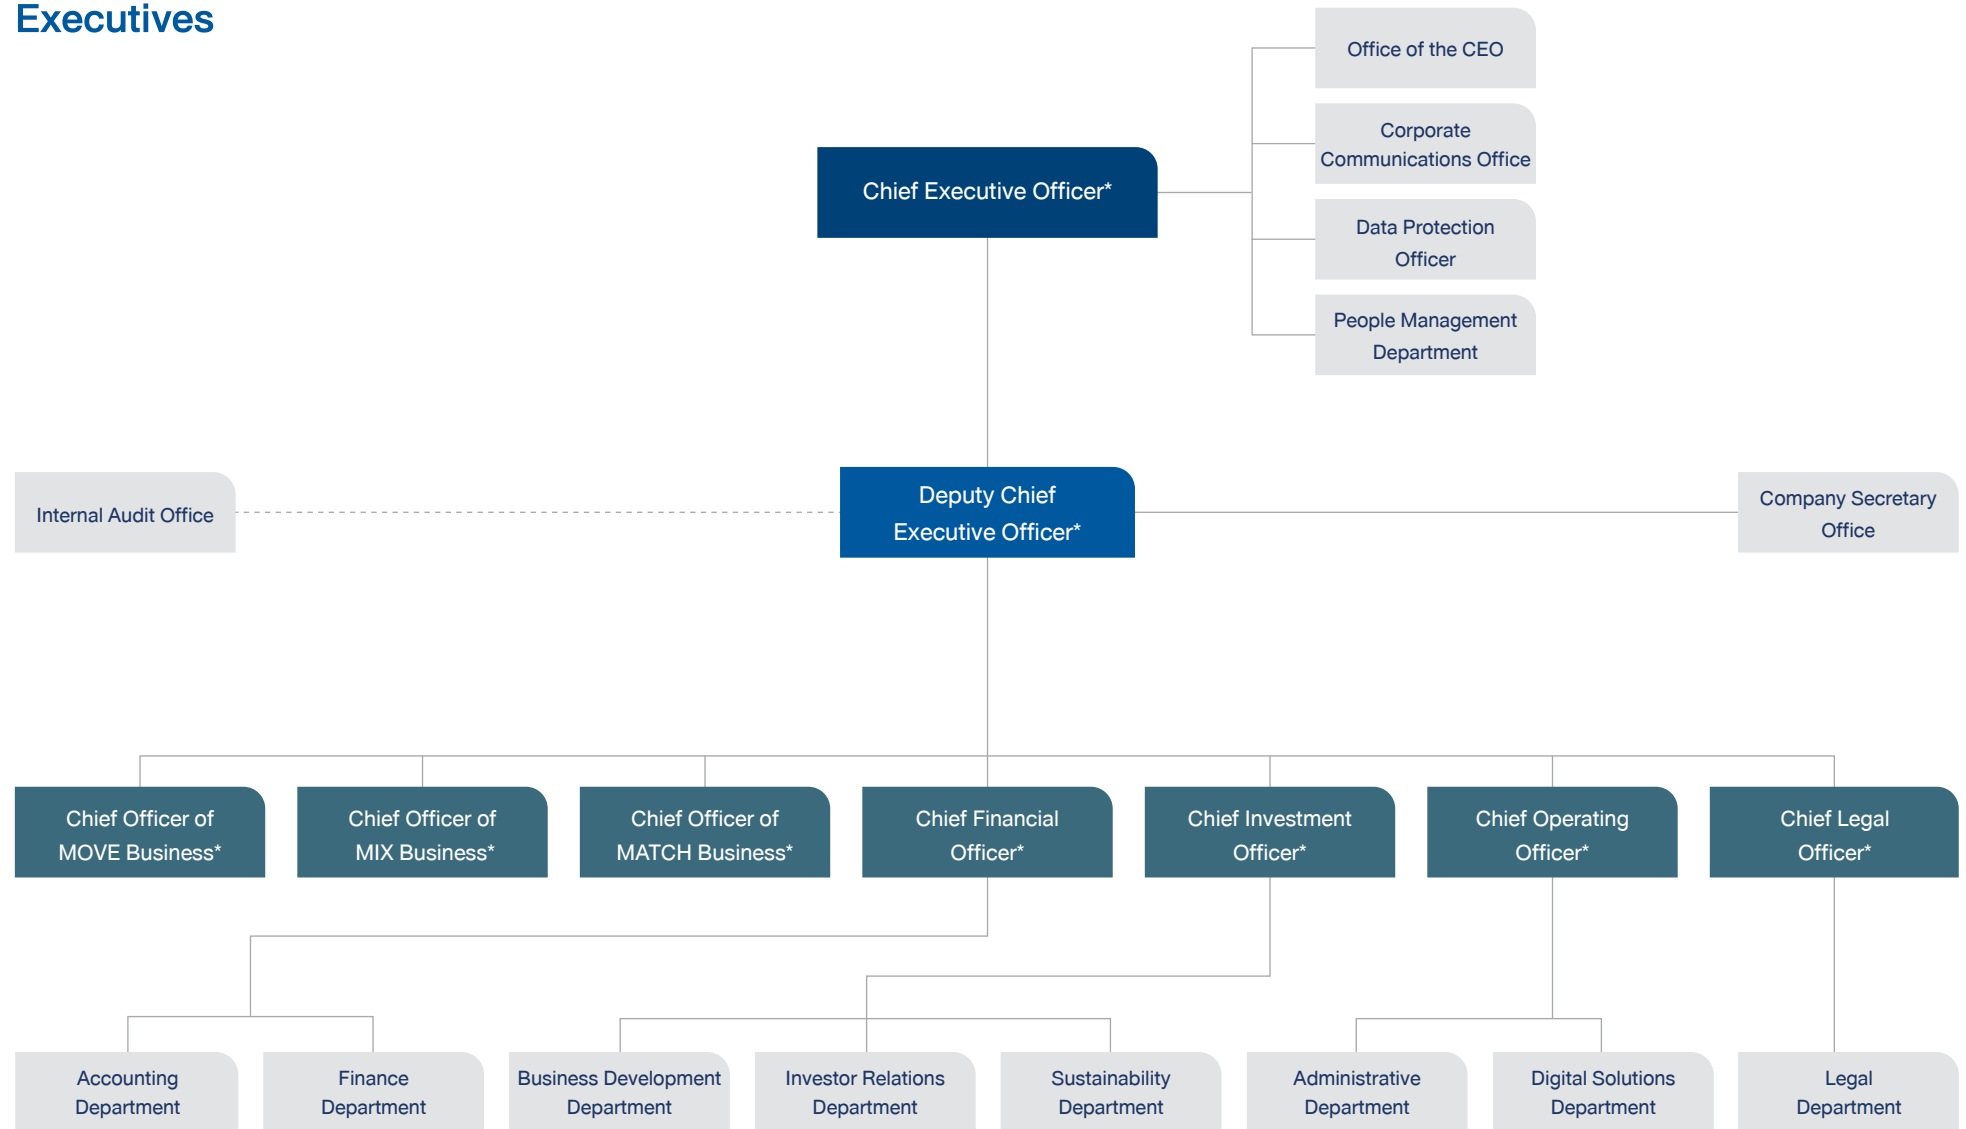 Executives
Office of the CEO
Corporate
Communications Office
Chief Executive Officer*
Data Protection
Officer
People Management
Department
Internal Audit Office
Deputy Chief
Executive Officer*
Company Secretary
Office
Chief Officer of
MOVE Business*
Chief Officer of
MIX Business*
Chief Officer of
MATCH Business*
Chief Financial
Officer*
Chief Investment
Officer*
Chief Operating
Officer*
Chief Legal
Officer*
Accounting
Department
Finance
Department
Business Development
Department
Investor Relations
Department
Sustainability
Department
Administrative
Department
Digital Solutions
Department
Legal
Department